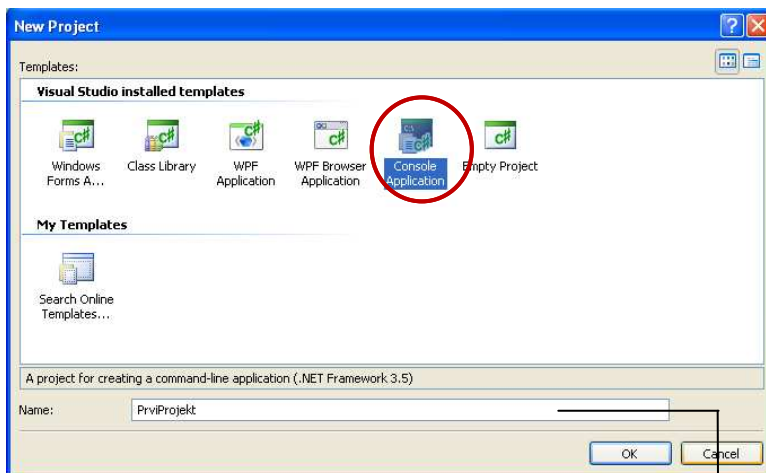 New Project
Templates:
Visual Studio installed templates
Windows Forms A...
Class Library
WPF Application
WPF Browser Application
Console Application
Empty Project
My Templates
Search Online Templates...
A project for creating a command-line application (.NET Framework 3.5)
Name: PrviProjekt
OK Cancel